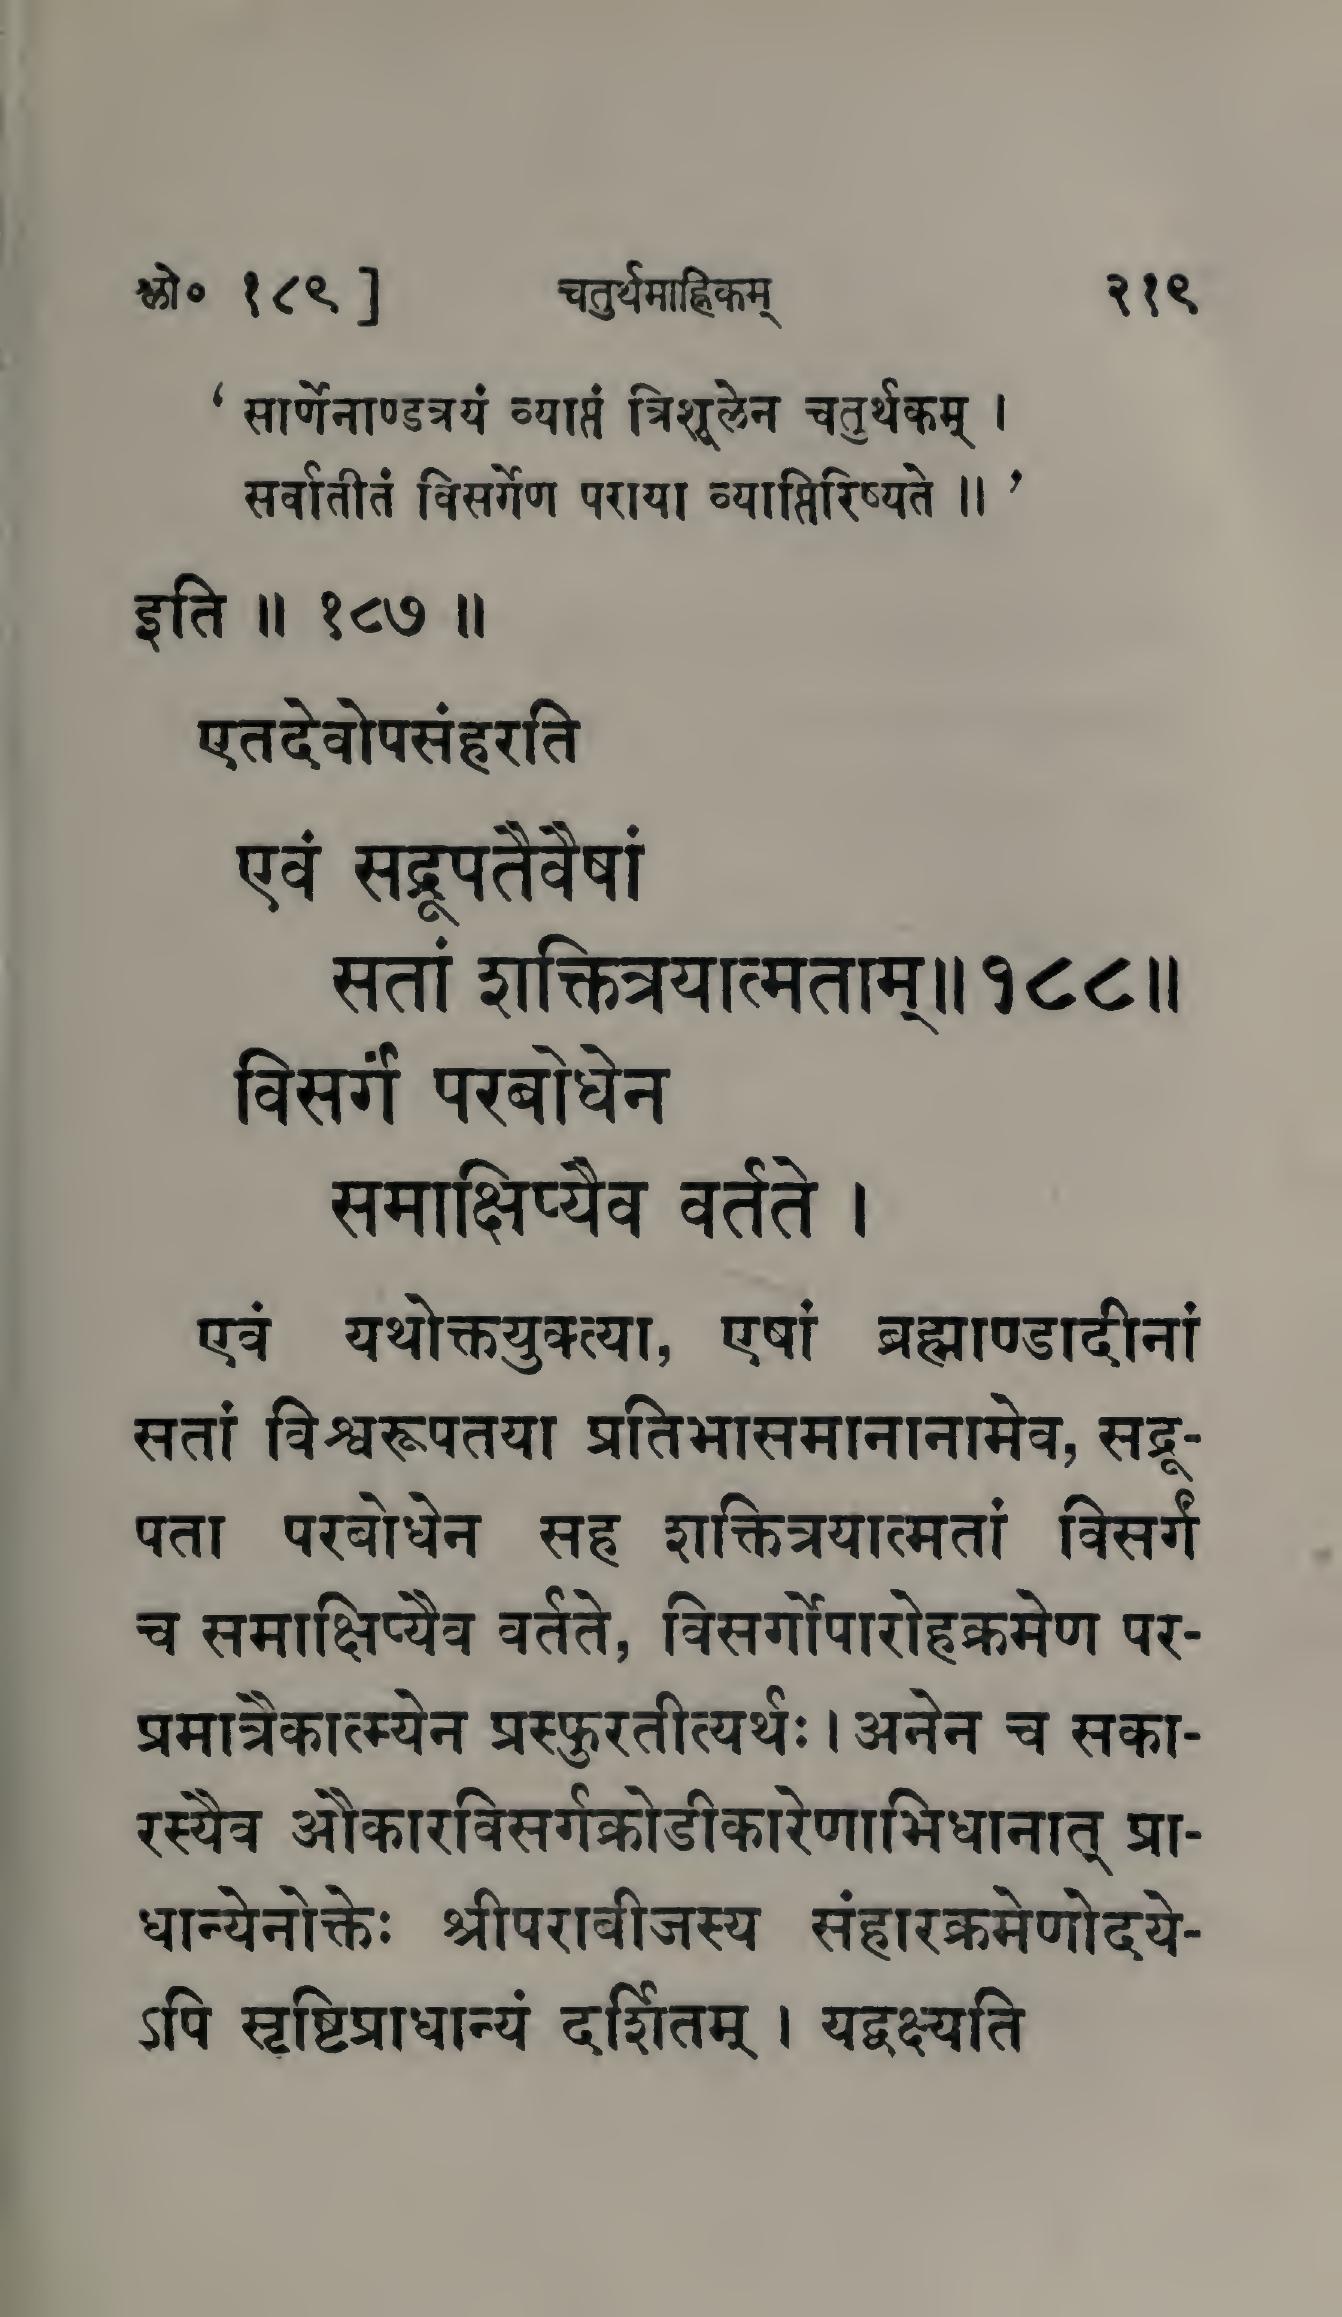 श्लो० १८९ ] चतुर्थमाह्निकम् २१९
‘ सार्णेनाण्डत्रयं व्याप्तं त्रिशूलेन चतुर्थकम् ।
सर्वातीतं विसर्गेण पराया व्याप्तिरिष्यते ॥ ’
इति ॥ १८७ ॥
एतदेवोपसंहरति
एवं सद्रूपतैवैषां
सतां शक्तित्रयात्मताम्॥१८८॥
विसर्गं परबोधेन
समाक्षिप्यैव वर्तते ।
एवं यथोक्तयुक्त्या, एषां ब्रह्माण्डादीनां
सतां विश्वरूपतया प्रतिभासमानानामेव, सद्रू-
पता परबोधेन सह शक्तित्रयात्मतां विसर्गं
च समाक्षिप्यैव वर्तते, विसर्गोपारोहक्रमेण पर-
प्रमात्रैकात्म्येन प्रस्फुरतीत्यर्थः । अनेन च सका-
रस्यैव औकारविसर्गक्रोडीकारेणाभिधानात् प्रा-
धान्येनोक्तेः श्रीपराबीजस्य संहारक्रमेणोदये-
ऽपि सृष्टिप्राधान्यं दर्शितम् । यद्वक्ष्यति